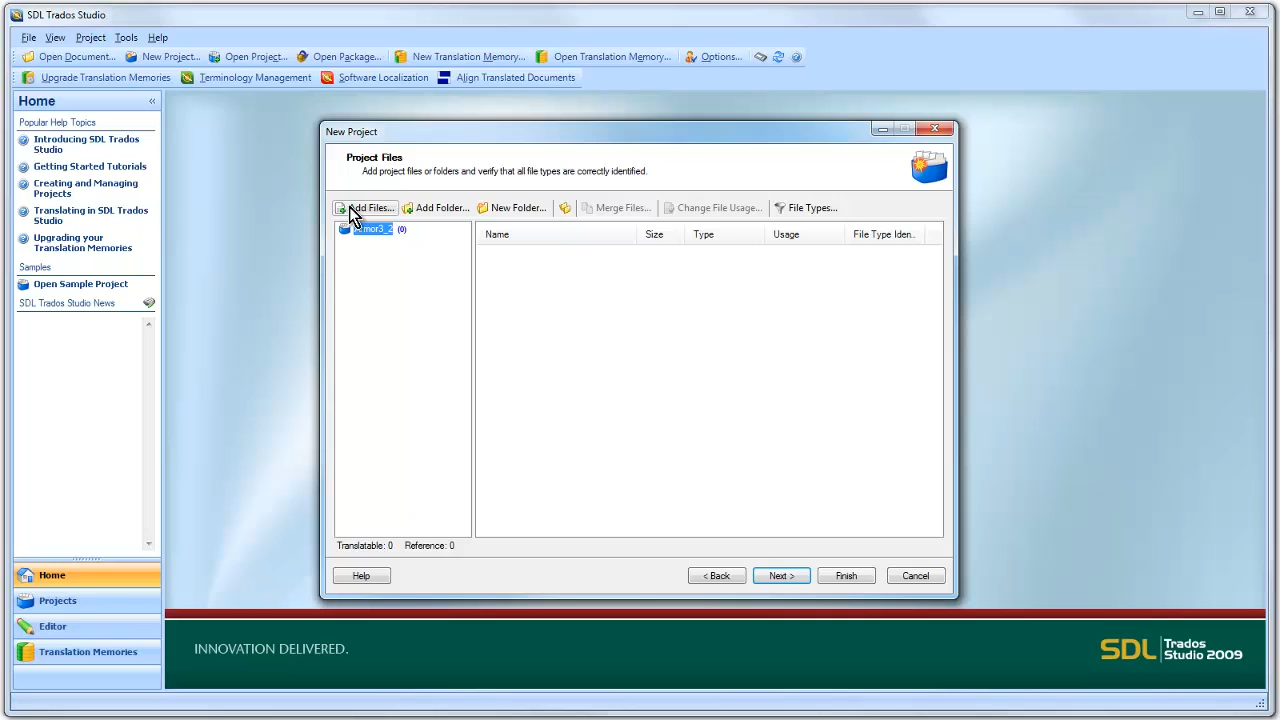 SDL Trados Studio
File View Project Tools Help
Open Document... New Project... Open Project... Open Package... New Translation Memory... Open Translation Memory... Options...
Upgrade Translation Memories Terminology Management Software Localization Align Translated Documents
Home «
Popular Help Topics
Introducing SDL Trados
Studio
Getting Started Tutorials
Creating and Managing
Projects
Translating in SDL Trados
Studio
Upgrading your
Translation Memories
Samples
Open Sample Project
SDL Trados Studio News
Home
Projects
Editor
Translation Memories
New Project
Project Files
Add project files or folders and verify that all file types are correctly identified.
Files... Add Folder... New Folder... Merge Files... Change File Usage... File Types...
(0)
Name Size Type Usage File Type Iden..
Translatable: 0 Reference: 0
Help < Back Next > Finish Cancel
INNOVATION DELIVERED.
SDL Trados
Studio 2009